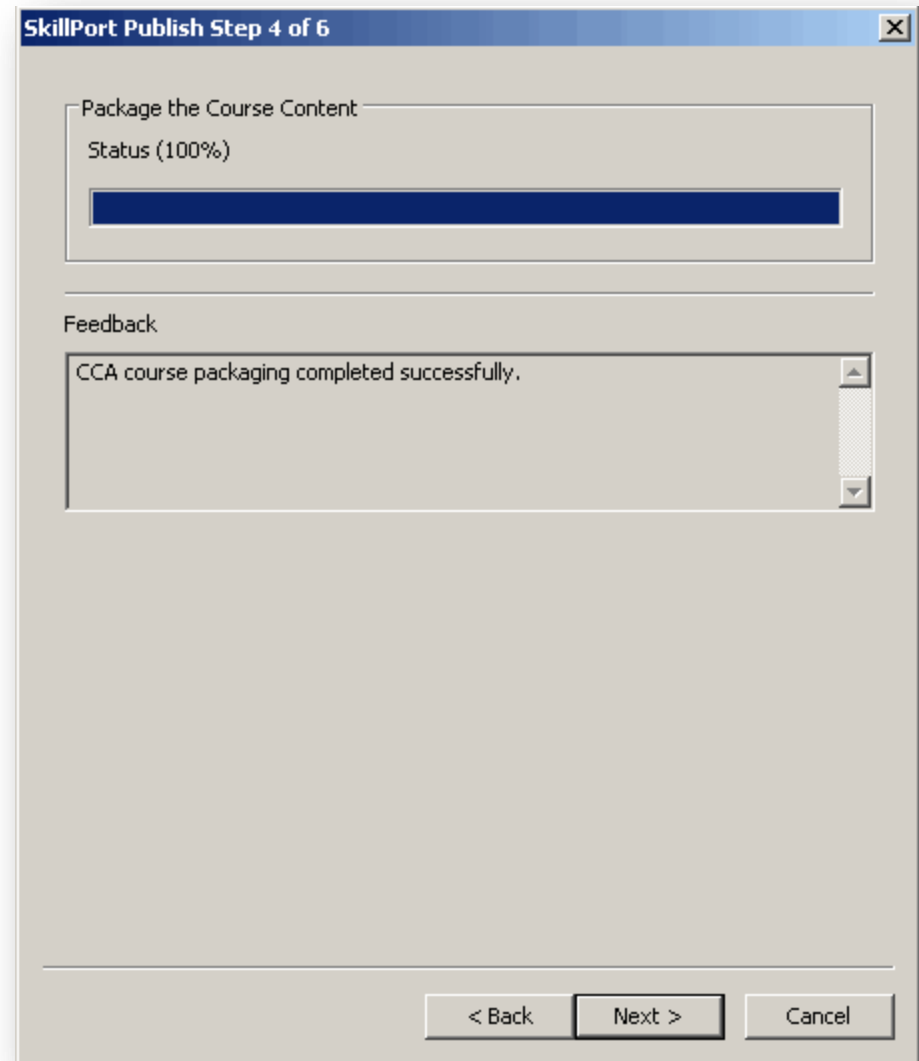 SkillPort Publish Step 4 of 6
Package the Course Content
Status (100%)
Feedback
CCA course packaging completed successfully.
< Back
Next >
Cancel